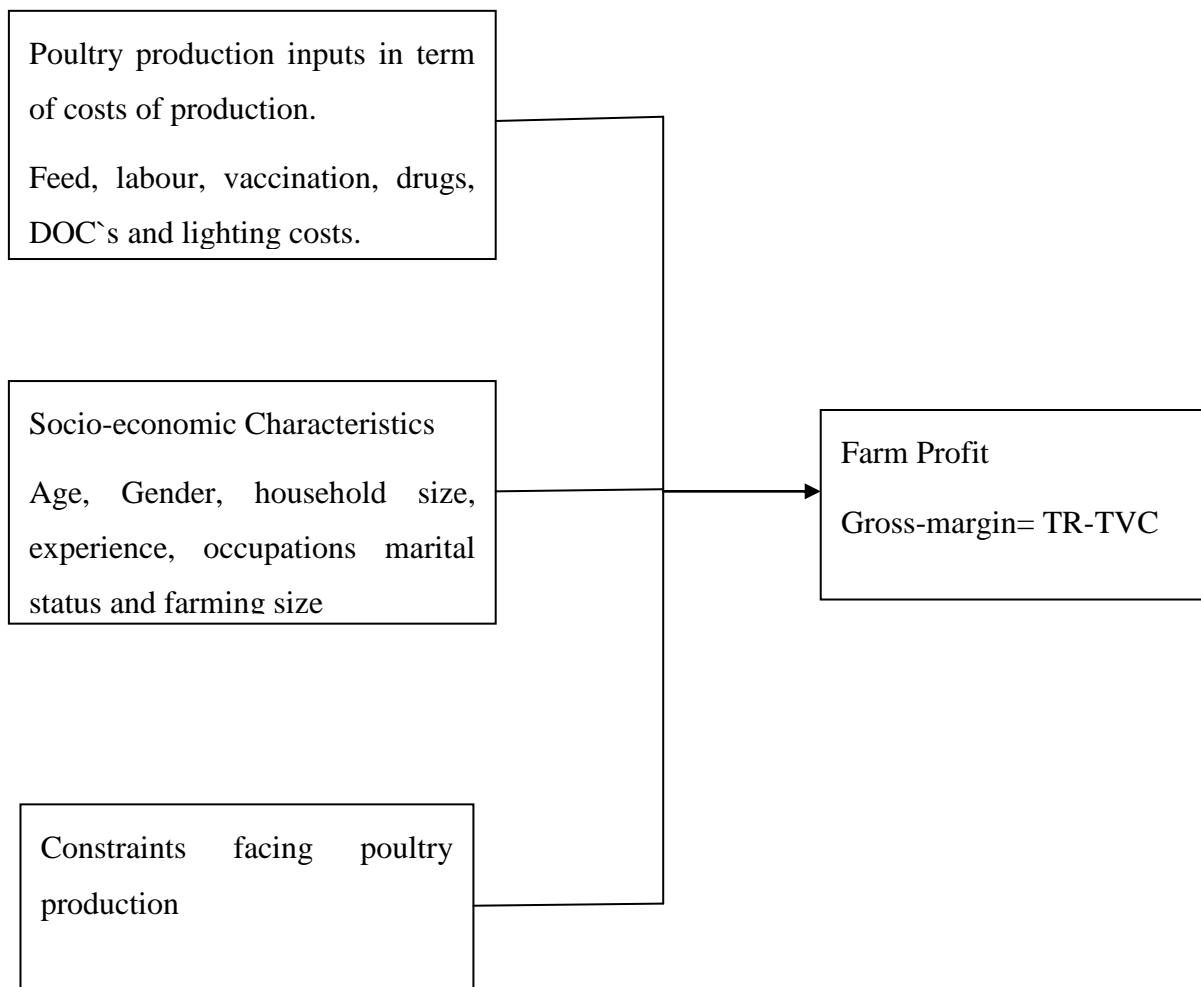 Poultry production inputs in term
of costs of production.
Feed, labour, vaccination, drugs,
DOC`s and lighting costs.
Socio-economic Characteristics
Age, Gender, household size,
experience, occupations marital
status and farming size
Farm Profit
Gross-margin= TR-TVC
Constraints facing poultry
production